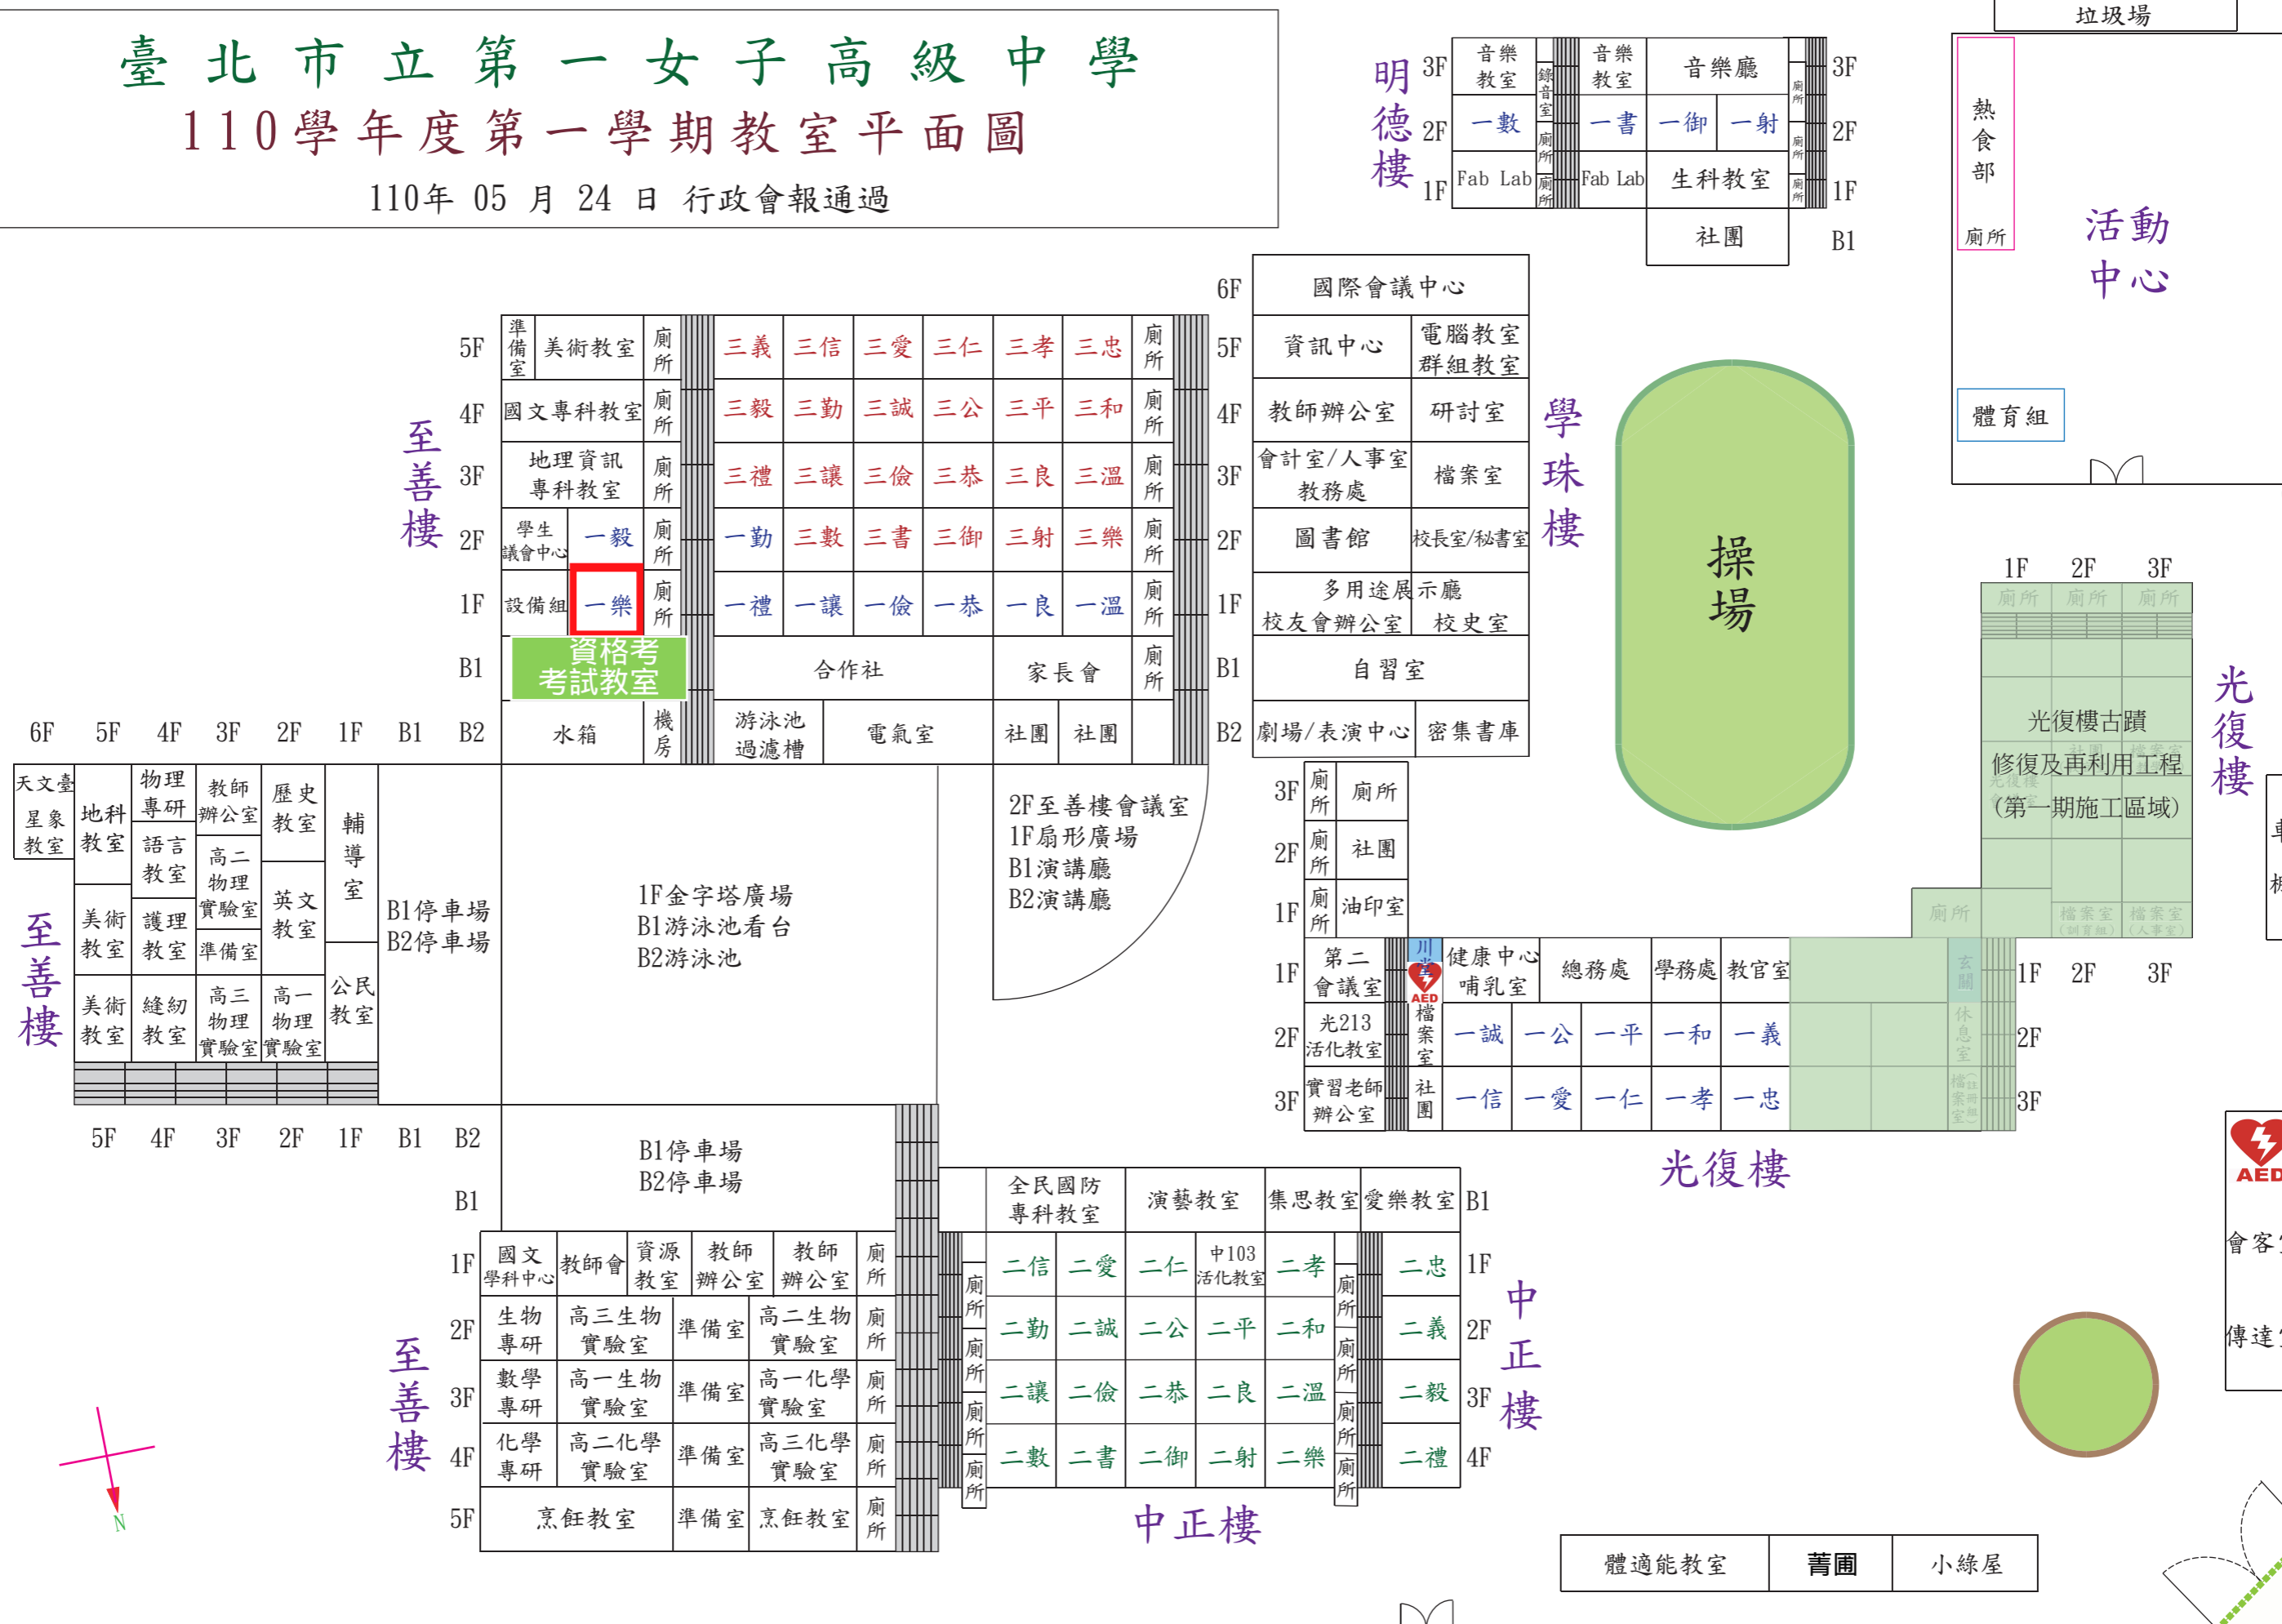 臺北市立第一女子高級中學
110學年度第一學期教室平面圖
110年 05 月 24 日 行政會報通過
垃圾場
熱食部
廁所
活動
中心
體育組
明德樓
3F 音樂教室 錄音室 音樂教室 音樂廳 廁所 3F
2F 一數 廁所 一書 一御 一射 廁所 2F
1F Fab Lab 廁所 Fab Lab 生科教室 廁所 1F
社團 B1
至善樓
5F 準備室 美術教室 廁所 三義 三信 三愛 三仁 三孝 三忠 廁所
4F 國文專科教室 廁所 三毅 三勤 三誠 三公 三平 三和 廁所
3F 地理資訊專科教室 廁所 三禮 三讓 三儉 三恭 三良 三溫 廁所
2F 學生議會中心 一毅 廁所 一勤 三數 三書 三御 三射 三樂 廁所
1F 設備組 一樂 廁所 一禮 一讓 一儉 一恭 一良 一溫 廁所
B1 資格考
考試教室
合作社 家長會 廁所
B2 水箱 機房 游泳池過濾槽 電氣室 社團 社團
6F 國際會議中心
5F 資訊中心 電腦教室 群組教室
4F 教師辦公室 研討室
3F 會計室/人事室 教務處 檔案室
2F 圖書館 校長室/秘書室
1F 多用途展示廳
校友會辦公室 校史室
B1 自習室
B2 劇場/表演中心 密集書庫
學珠樓
操場
1F 2F 3F
廁所 廁所 廁所
光復樓古蹟
修復及再利用工程
(第一期施工區域)
社團 檔案室
光復樓
廁所 檔案室(訓育組) 檔案室(人事室)
光復樓
6F 5F 4F 3F 2F 1F B1 B2
天文臺
星象教室
地科教室
美術教室
美術教室
物理專研
語言教室
護理教室
縫紉教室
教師辦公室
高二物理實驗室
準備室
高三物理實驗室
歷史教室
英文教室
高一物理實驗室
輔導室
公民教室
B1停車場
B2停車場
至善樓
5F 4F 3F 2F 1F B1 B2
1F金字塔廣場
B1游泳池看台
B2游泳池
2F至善樓會議室
1F扇形廣場
B1演講廳
B2演講廳
3F 廁所 廁所
2F 廁所 社團
1F 廁所 油印室
1F 第二會議室 川堂 AED 健康中心 哺乳室 總務處 學務處 教官室 玄關 1F 2F 3F
2F 光213活化教室 檔案室 一誠 一公 一平 一和 一義 休息室 2F
3F 實習老師辦公室 社團 一信 一愛 一仁 一孝 一忠 檔案室(註冊組) 3F
光復樓
B1停車場
B2停車場
B1
1F 國文學科中心 教師會 資源教室 教師辦公室 教師辦公室 廁所
2F 生物專研 高三生物實驗室 準備室 高二生物實驗室 廁所
3F 數學專研 高一生物實驗室 準備室 高一化學實驗室 廁所
4F 化學專研 高二化學實驗室 準備室 高三化學實驗室 廁所
5F 烹飪教室 準備室 烹飪教室 廁所
至善樓
N
全民國防專科教室 演藝教室 集思教室 愛樂教室 B1
廁所 二信 二愛 二仁 中103活化教室 二孝 廁所 二忠 1F
廁所 二勤 二誠 二公 二平 二和 廁所 二義 2F
廁所 二讓 二儉 二恭 二良 二溫 廁所 二毅 3F
廁所 二數 二書 二御 二射 二樂 廁所 二禮 4F
中正樓
中正樓
AED
會客
傳達
體適能教室 菁圃 小綠屋